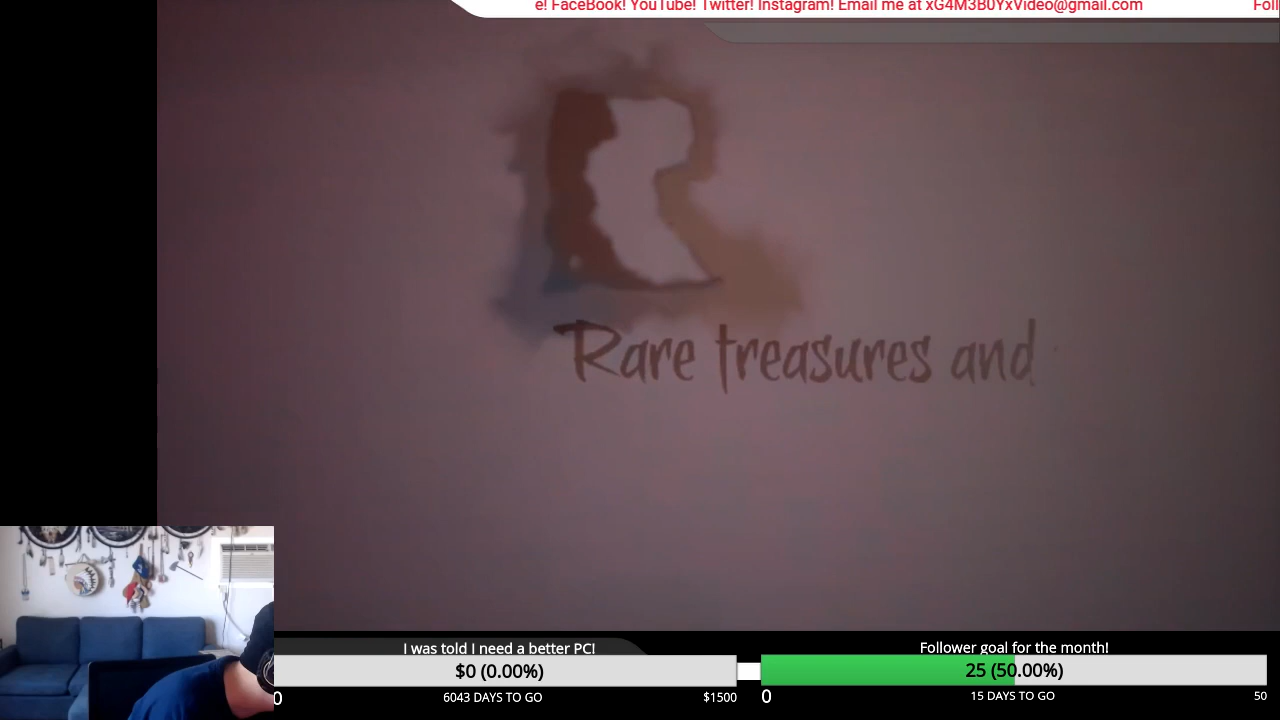 e! FaceBook! YouTube! Twitter! Instagram! Email me at xG4M3B0YxVideo@gmail.com Foll
Rare treasures and
I was told I need a better PC!
$0 (0.00%)
0 6043 DAYS TO GO $1500
Follower goal for the month!
25 (50.00%)
0 15 DAYS TO GO 50